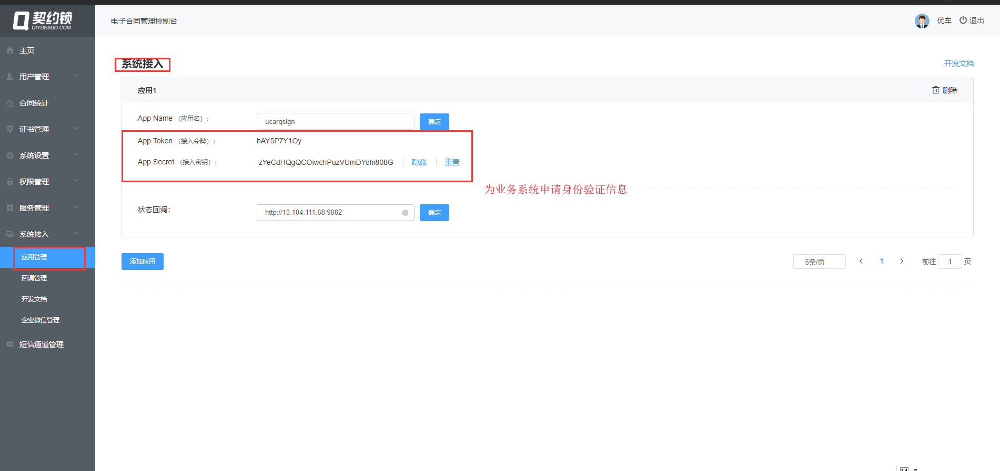 契约锁
QIYUESUO.COM
电子合同管理控制台
优车
退出
主页
用户管理
合同统计
证书管理
系统设置
权限管理
服务管理
系统接入
应用管理
回调管理
开发文档
企业微信管理
短信通道管理
系统接入
开发文档
应用1
删除
App Name （应用名）:
ucarqsign
确定
App Token （接入令牌）:
hAY5P7Y1Oy
App Secret （接入密钥）:
zYeCdHQgQCOiwchPuzVUmDYohi808G
隐藏
重置
为业务系统申请身份验证信息
状态回调:
http://10.104.111.68:9082
确定
添加应用
5条/页
1
前往 1 页